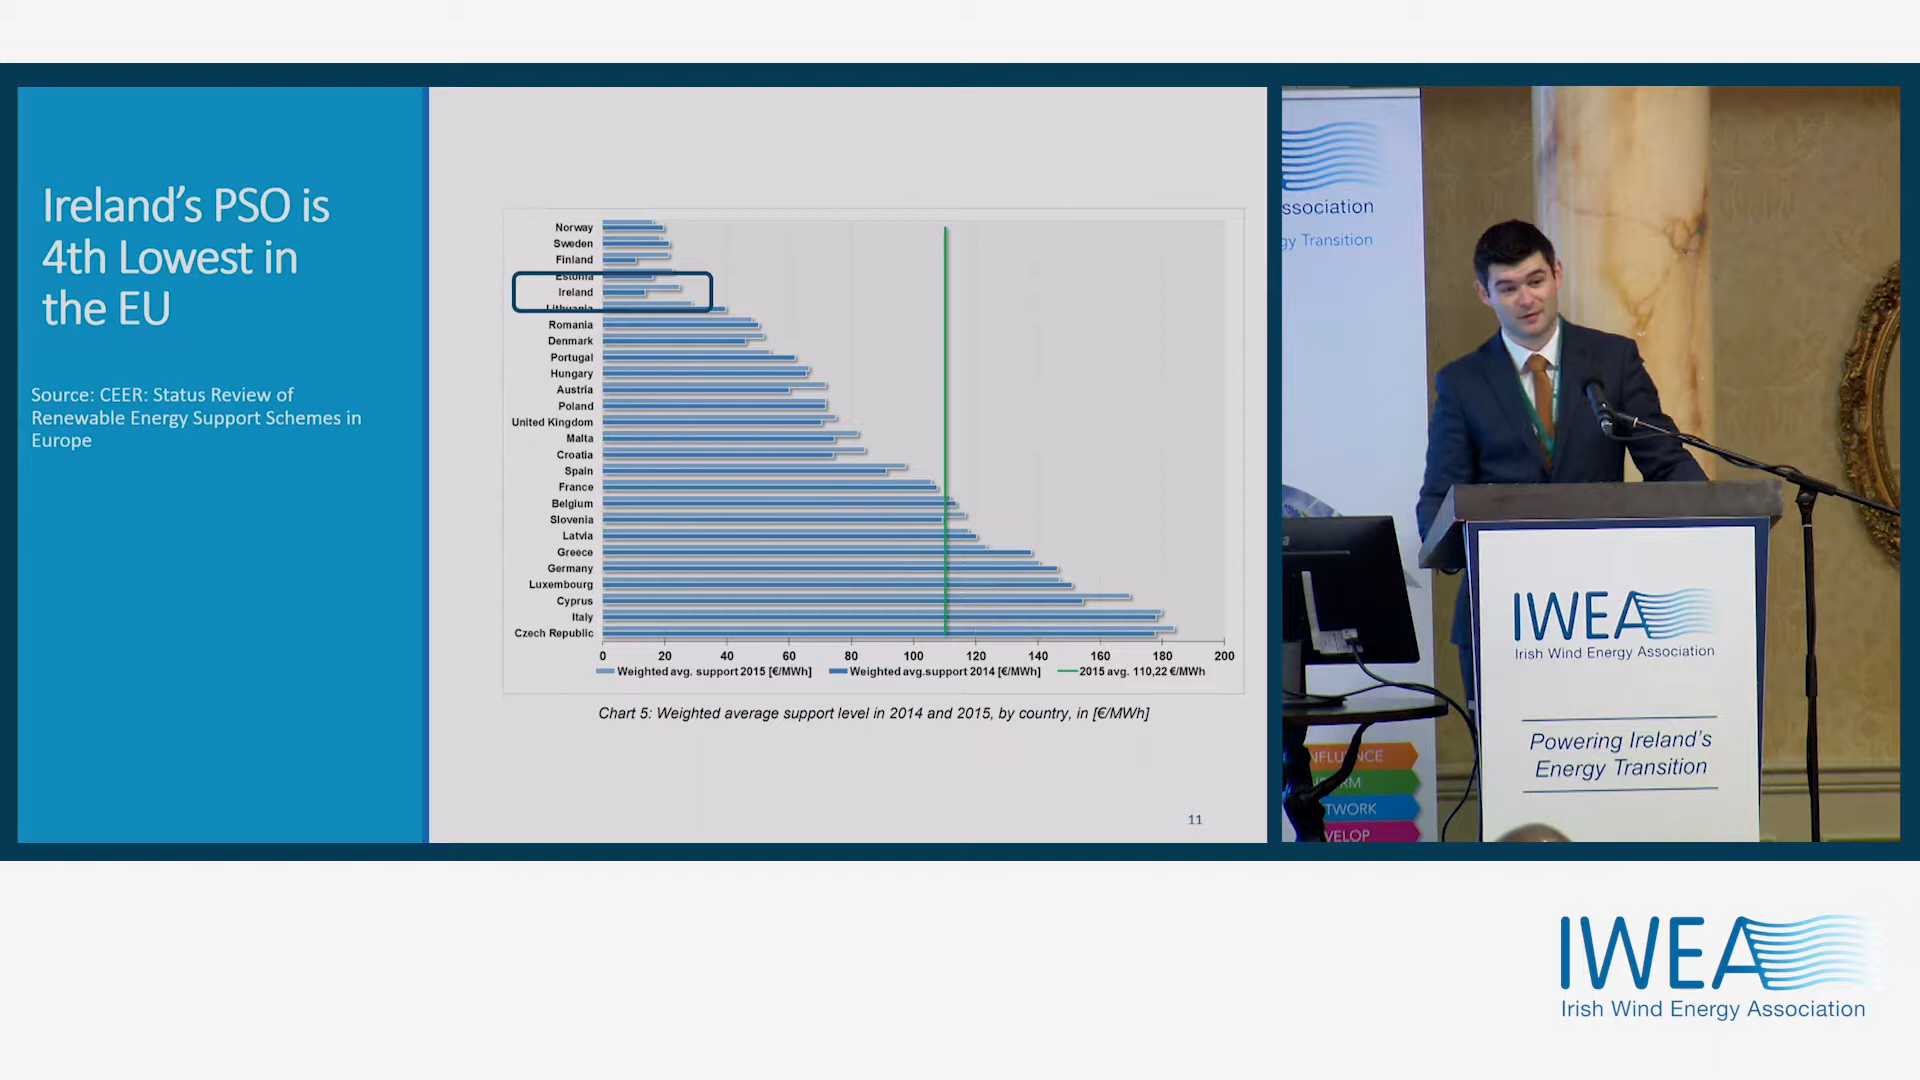 Ireland's PSO is
4th Lowest in
the EU
Source: CEER: Status Review of
Renewable Energy Support Schemes in
Europe
Norway
Sweden
Finland
Estonia
Ireland
Lithuania
Romania
Denmark
Portugal
Hungary
Austria
Poland
United Kingdom
Malta
Croatia
Spain
France
Belgium
Slovenia
Latvia
Greece
Germany
Luxembourg
Cyprus
Italy
Czech Republic
0 20 40 60 80 100 120 140 160 180 200
Weighted avg. support 2015 [€/MWh] Weighted avg.support 2014 [€/MWh] 2015 avg. 110,22 €/MWh
Chart 5: Weighted average support level in 2014 and 2015, by country, in [€/MWh]
11
ssociation
gy Transition
NFLUENCE
RM
TWORK
VELOP
IWEA
Irish Wind Energy Association
Powering Ireland's
Energy Transition
IWEA
Irish Wind Energy Association